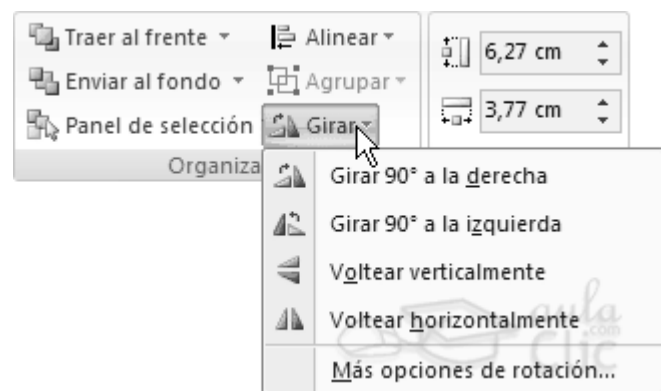 Traer al frente Alinear
6,27 cm
Enviar al fondo Agrupar
3,77 cm
Panel de selección Girar
Organiza
Girar 90° a la derecha
Girar 90° a la izquierda
Voltear verticalmente
Voltear horizontalmente
Más opciones de rotación...
aula
.com
Clic